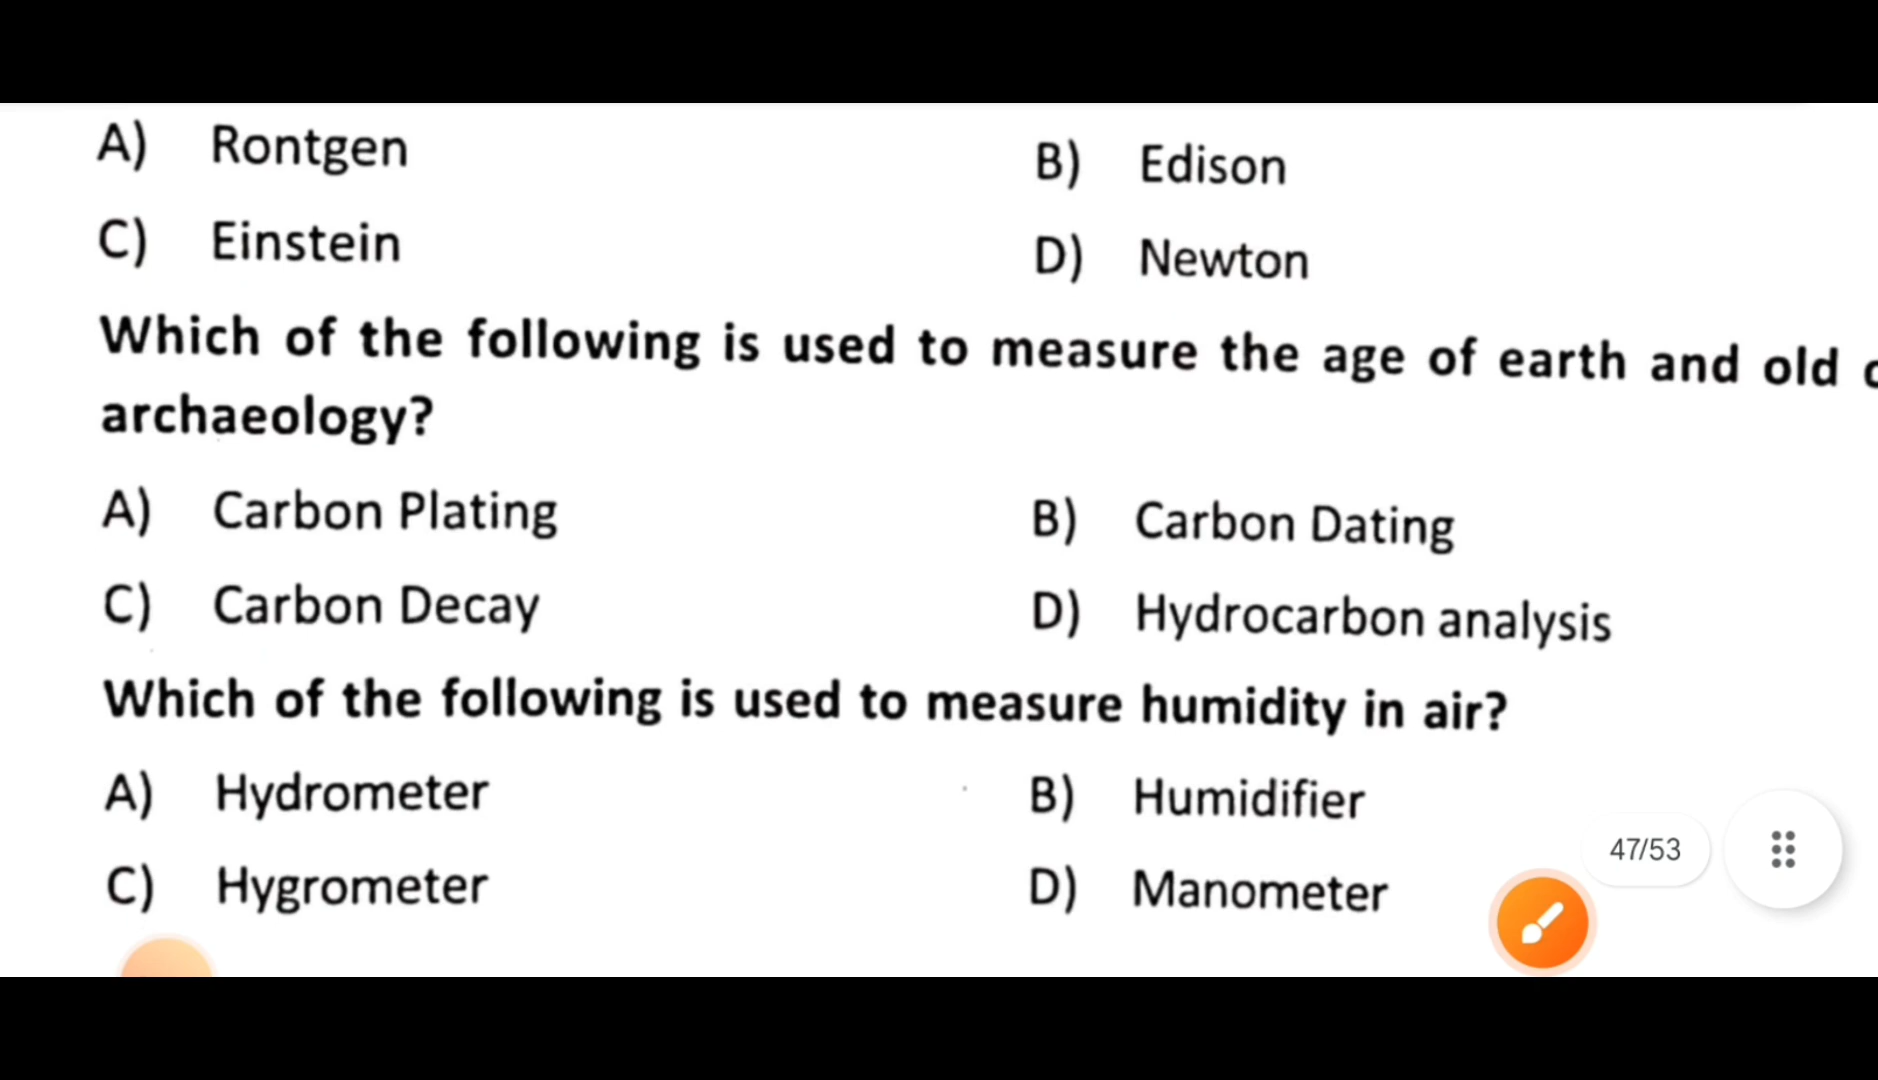 A) Rontgen B) Edison
C) Einstein D) Newton
Which of the following is used to measure the age of earth and old
archaeology?
A) Carbon Plating B) Carbon Dating
C) Carbon Decay D) Hydrocarbon analysis
Which of the following is used to measure humidity in air?
A) Hydrometer B) Humidifier
C) Hygrometer D) Manometer
47/53